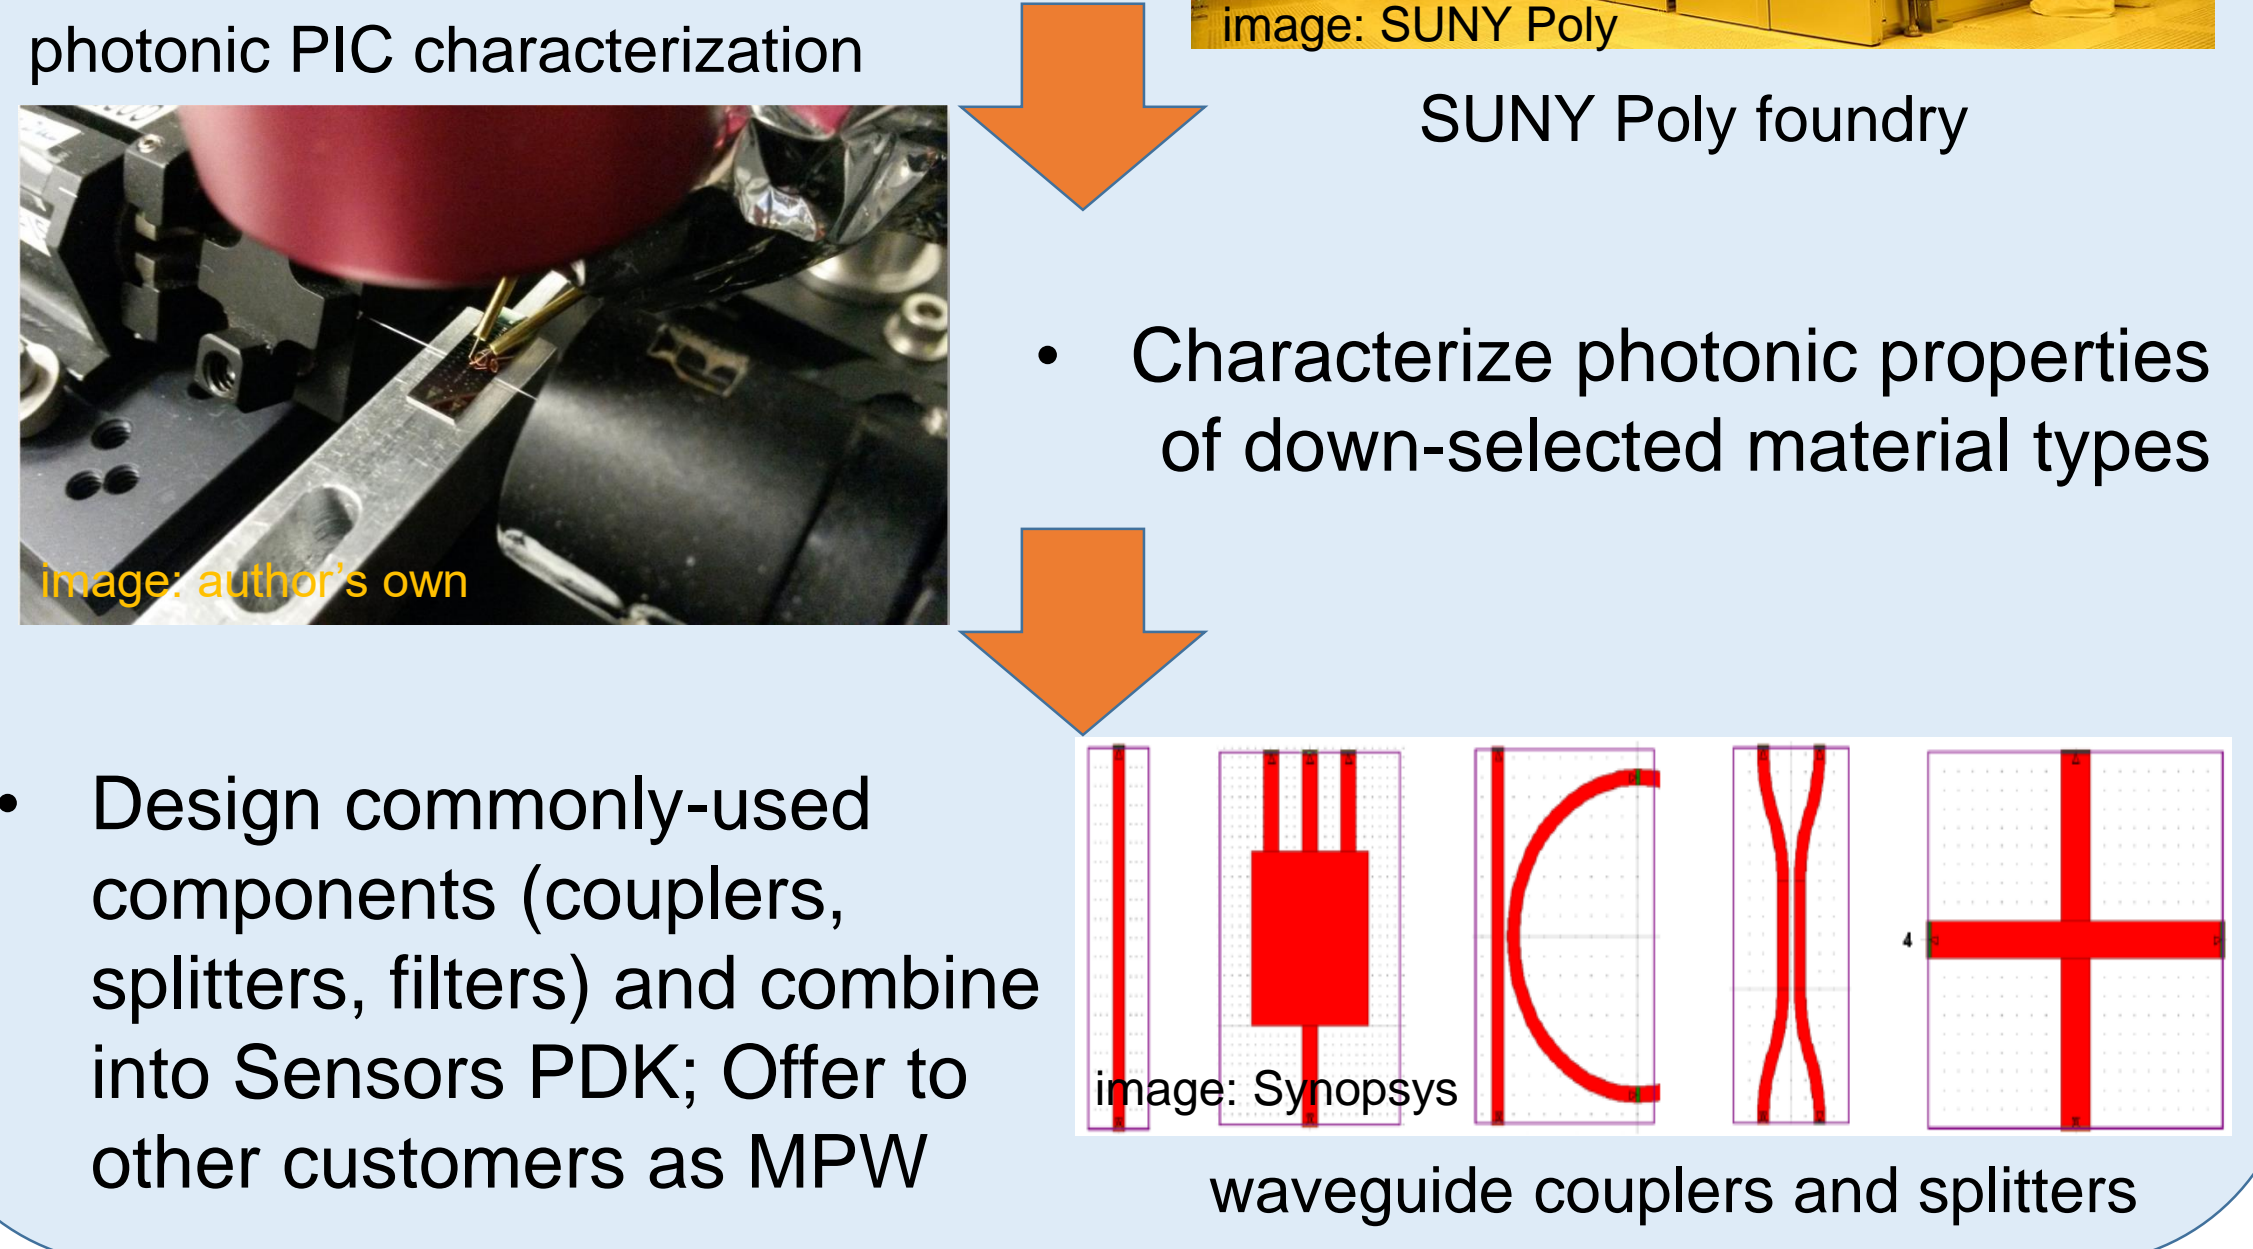 image: SUNY Poly
photonic PIC characterization
SUNY Poly foundry
• Characterize photonic properties
of down-selected material types
image: author’s own
• Design commonly-used
components (couplers,
splitters, filters) and combine
into Sensors PDK; Offer to
other customers as MPW
4
image: Synopsys
waveguide couplers and splitters